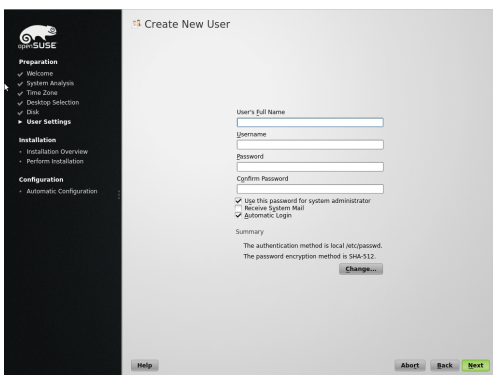 openSUSE
Preparation
Welcome
System Analysis
Time Zone
Desktop Selection
Disk
User Settings
Installation
Installation Overview
Perform Installation
Configuration
Automatic Configuration
Create New User
User's Full Name
Username
Password
Confirm Password
Use this password for system administrator
Receive System Mail
Automatic Login
Summary
The authentication method is local /etc/passwd.
The password encryption method is SHA-512.
Change...
Help
Abort
Back
Next